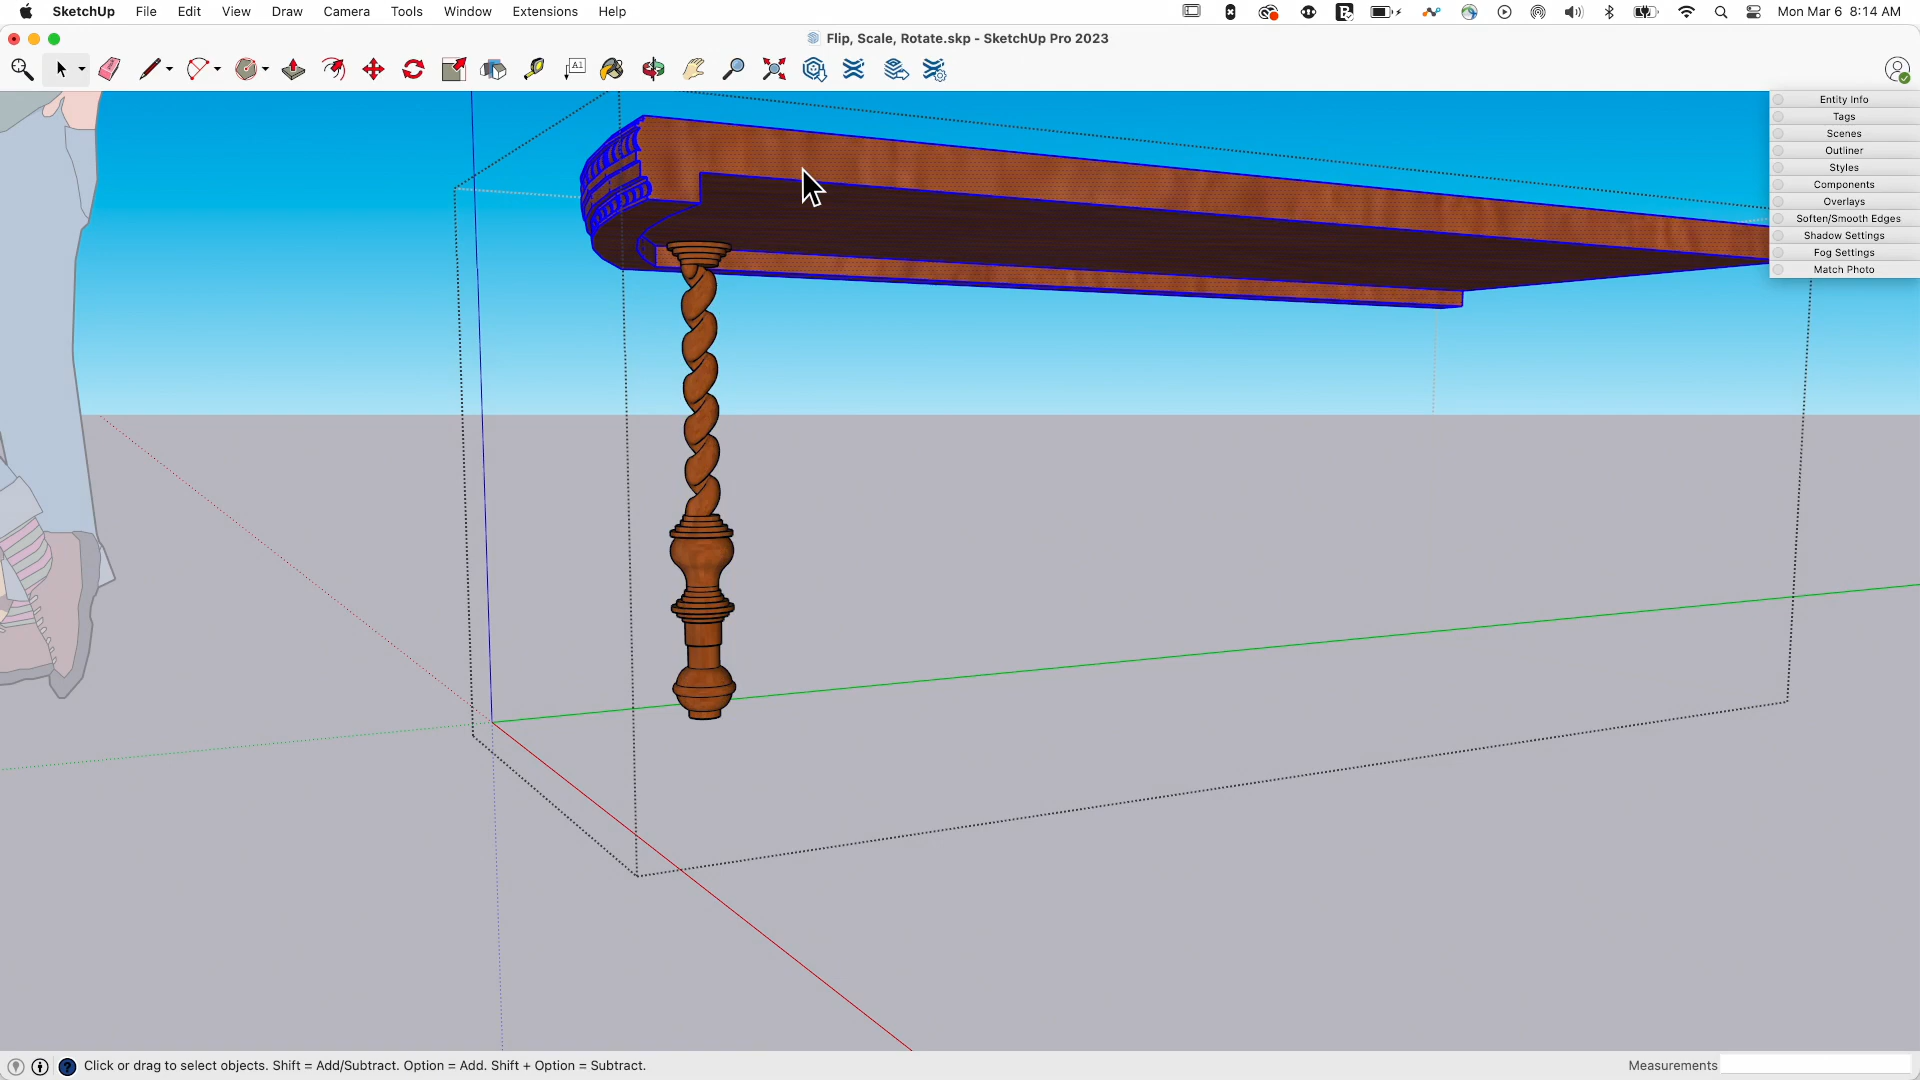 SketchUp File Edit View Draw Camera Tools Window Extensions Help Mon Mar 6 8:14 AM
Flip, Scale, Rotate.skp - SketchUp Pro 2023
A1
Entity Info
Tags
Scenes
Outliner
Styles
Components
Overlays
Soften/Smooth Edges
Shadow Settings
Fog Settings
Match Photo
Click or drag to select objects. Shift = Add/Subtract. Option = Add. Shift + Option = Subtract.
Measurements